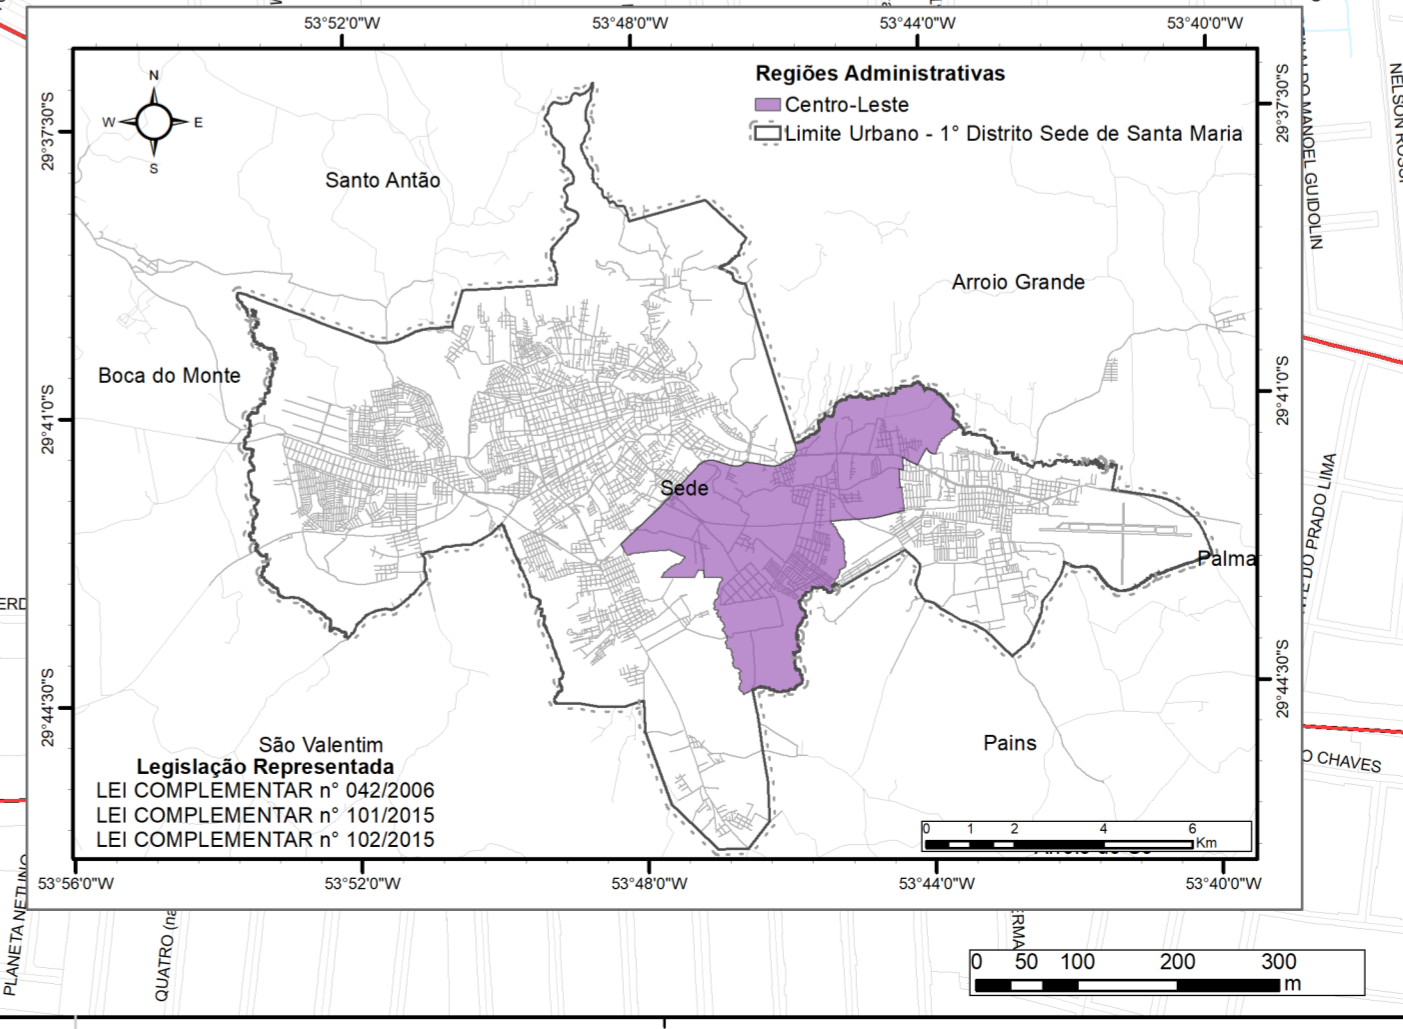 53°52'0"W
53°48'0"W
53°44'0"W
53°40'0"W
29°37'30"S
29°41'0"S
29°44'30"S
29°37'30"S
29°41'0"S
29°44'30"S
N
W
E
S
Regiões Administrativas
Centro-Leste
Limite Urbano - 1° Distrito Sede de Santa Maria
Santo Antão
Arroio Grande
Boca do Monte
Sede
Palma
São Valentim
Pains
Legislação Representada
LEI COMPLEMENTAR n° 042/2006
LEI COMPLEMENTAR n° 101/2015
LEI COMPLEMENTAR n° 102/2015
0 1 2 4 6
Km
53°56'0"W
53°52'0"W
53°48'0"W
53°44'0"W
53°40'0"W
MANOEL GUIDOLIN
DO PRADO LIMA
CHAVES
PLANETA
QUATRO
0 50 100 200 300
m